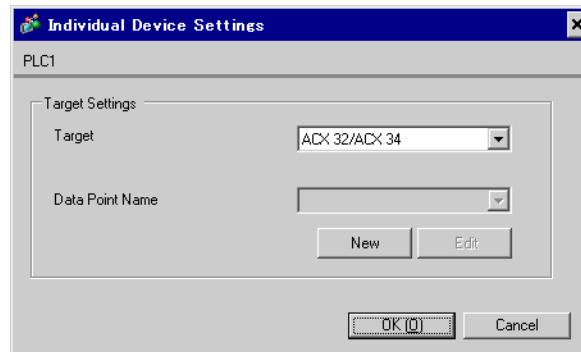 Individual Device Settings
PLC1
Target Settings
Target
ACX 32/ACX 34
Data Point Name
New
Edit
OK (O)
Cancel